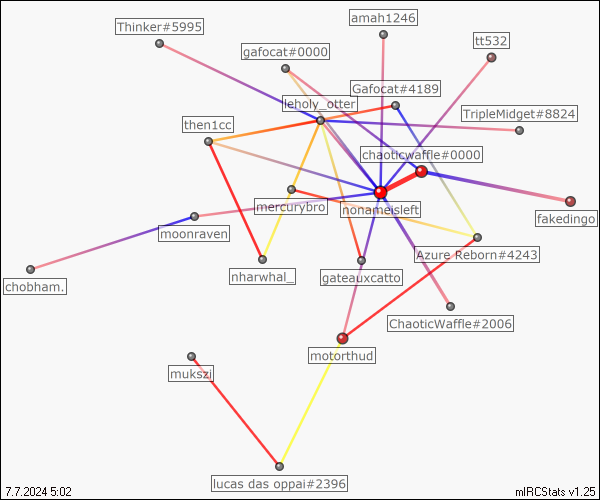 amah1246
Thinker#5995
tt532
gafocat#0000
Gafocat#4189
leholy_otter
TripleMidget#8824
then1cc
chaoticwaffle#0000
mercurybro
nonameisleft
fakedingo
moonraven
Azure Reborn#4243
nharwhal_
gateauxcatto
chobham.
ChaoticWaffle#2006
motorthud
mukszi
lucas das oppai#2396
7.7.2024 5:02
mIRCStats v1.25